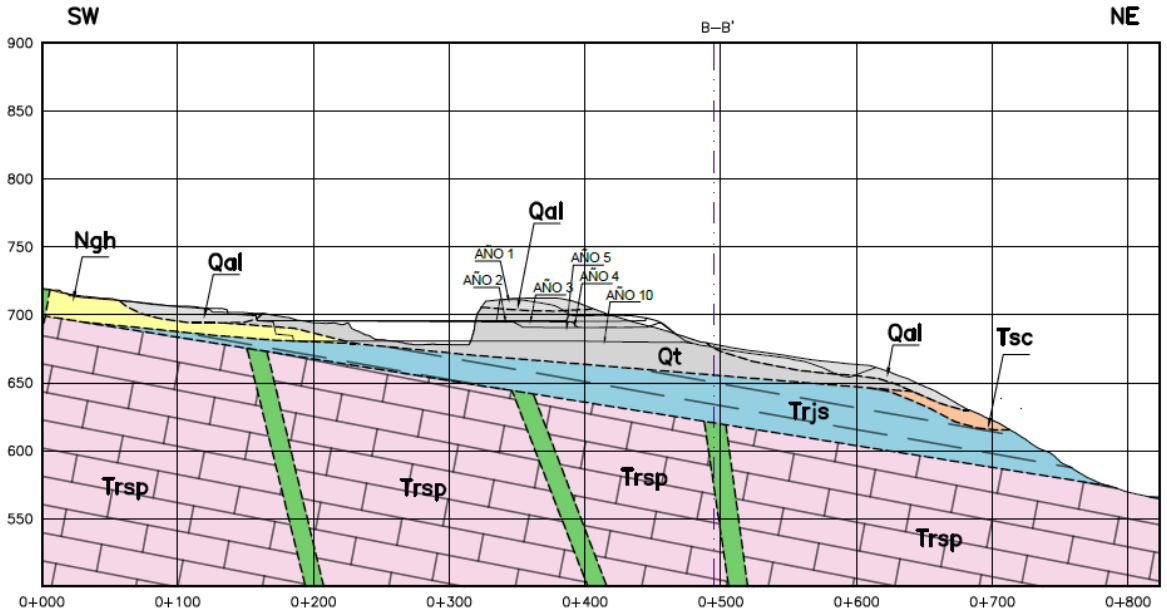 SW
NE
B-B'
900
850
800
750
700
650
600
550
Ngh
Qal
Qal
AÑO 1
AÑO 5
AÑO 2
AÑO 3
AÑO 4
AÑO 10
Qal
Tsc
Qt
Trjs
Trsp
Trsp
Trsp
Trsp
0+000
0+100
0+200
0+300
0+400
0+500
0+600
0+700
0+800